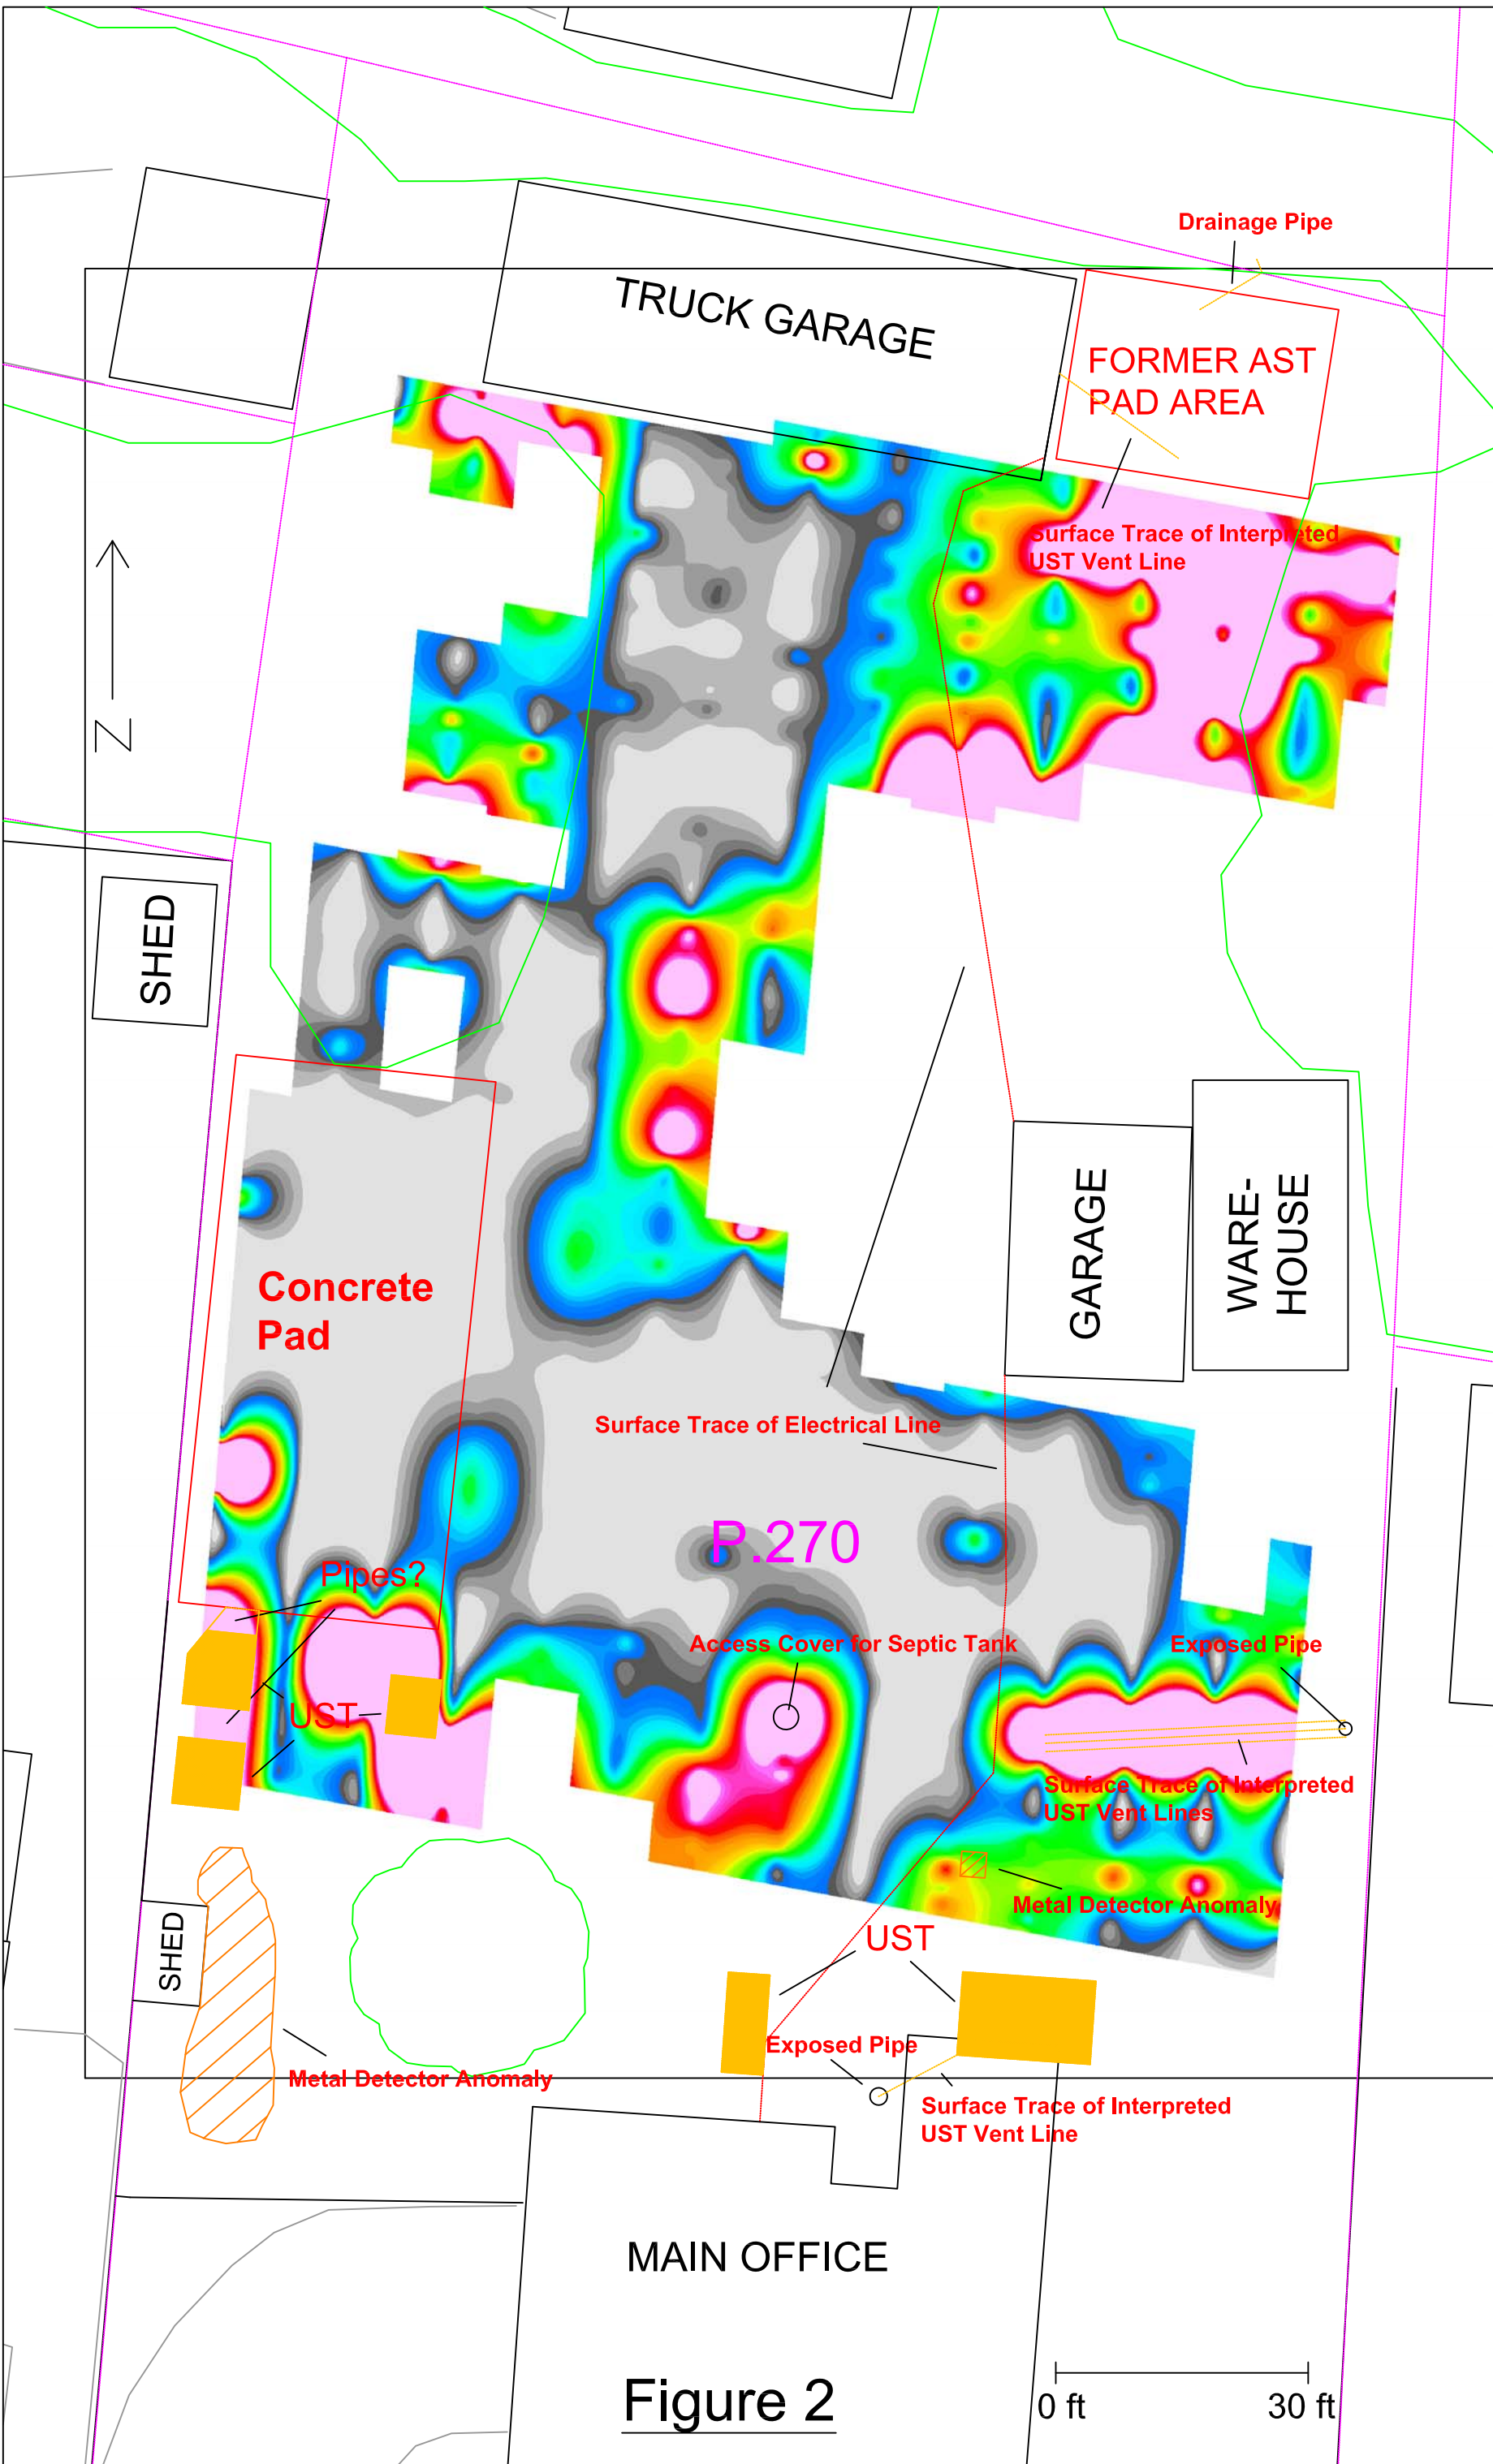 Drainage Pipe
TRUCK GARAGE
FORMER AST
PAD AREA
Surface Trace of Interpreted
UST Vent Line
N
SHED
GARAGE
WARE-
HOUSE
Concrete
Pad
Surface Trace of Electrical Line
P.270
Pipes?
Access Cover for Septic Tank
Exposed Pipe
UST
Surface Trace of Interpreted
UST Vent Lines
Metal Detector Anomaly
SHED
UST
Exposed Pipe
Metal Detector Anomaly
Surface Trace of Interpreted
UST Vent Line
MAIN OFFICE
Figure 2
0 ft
30 ft